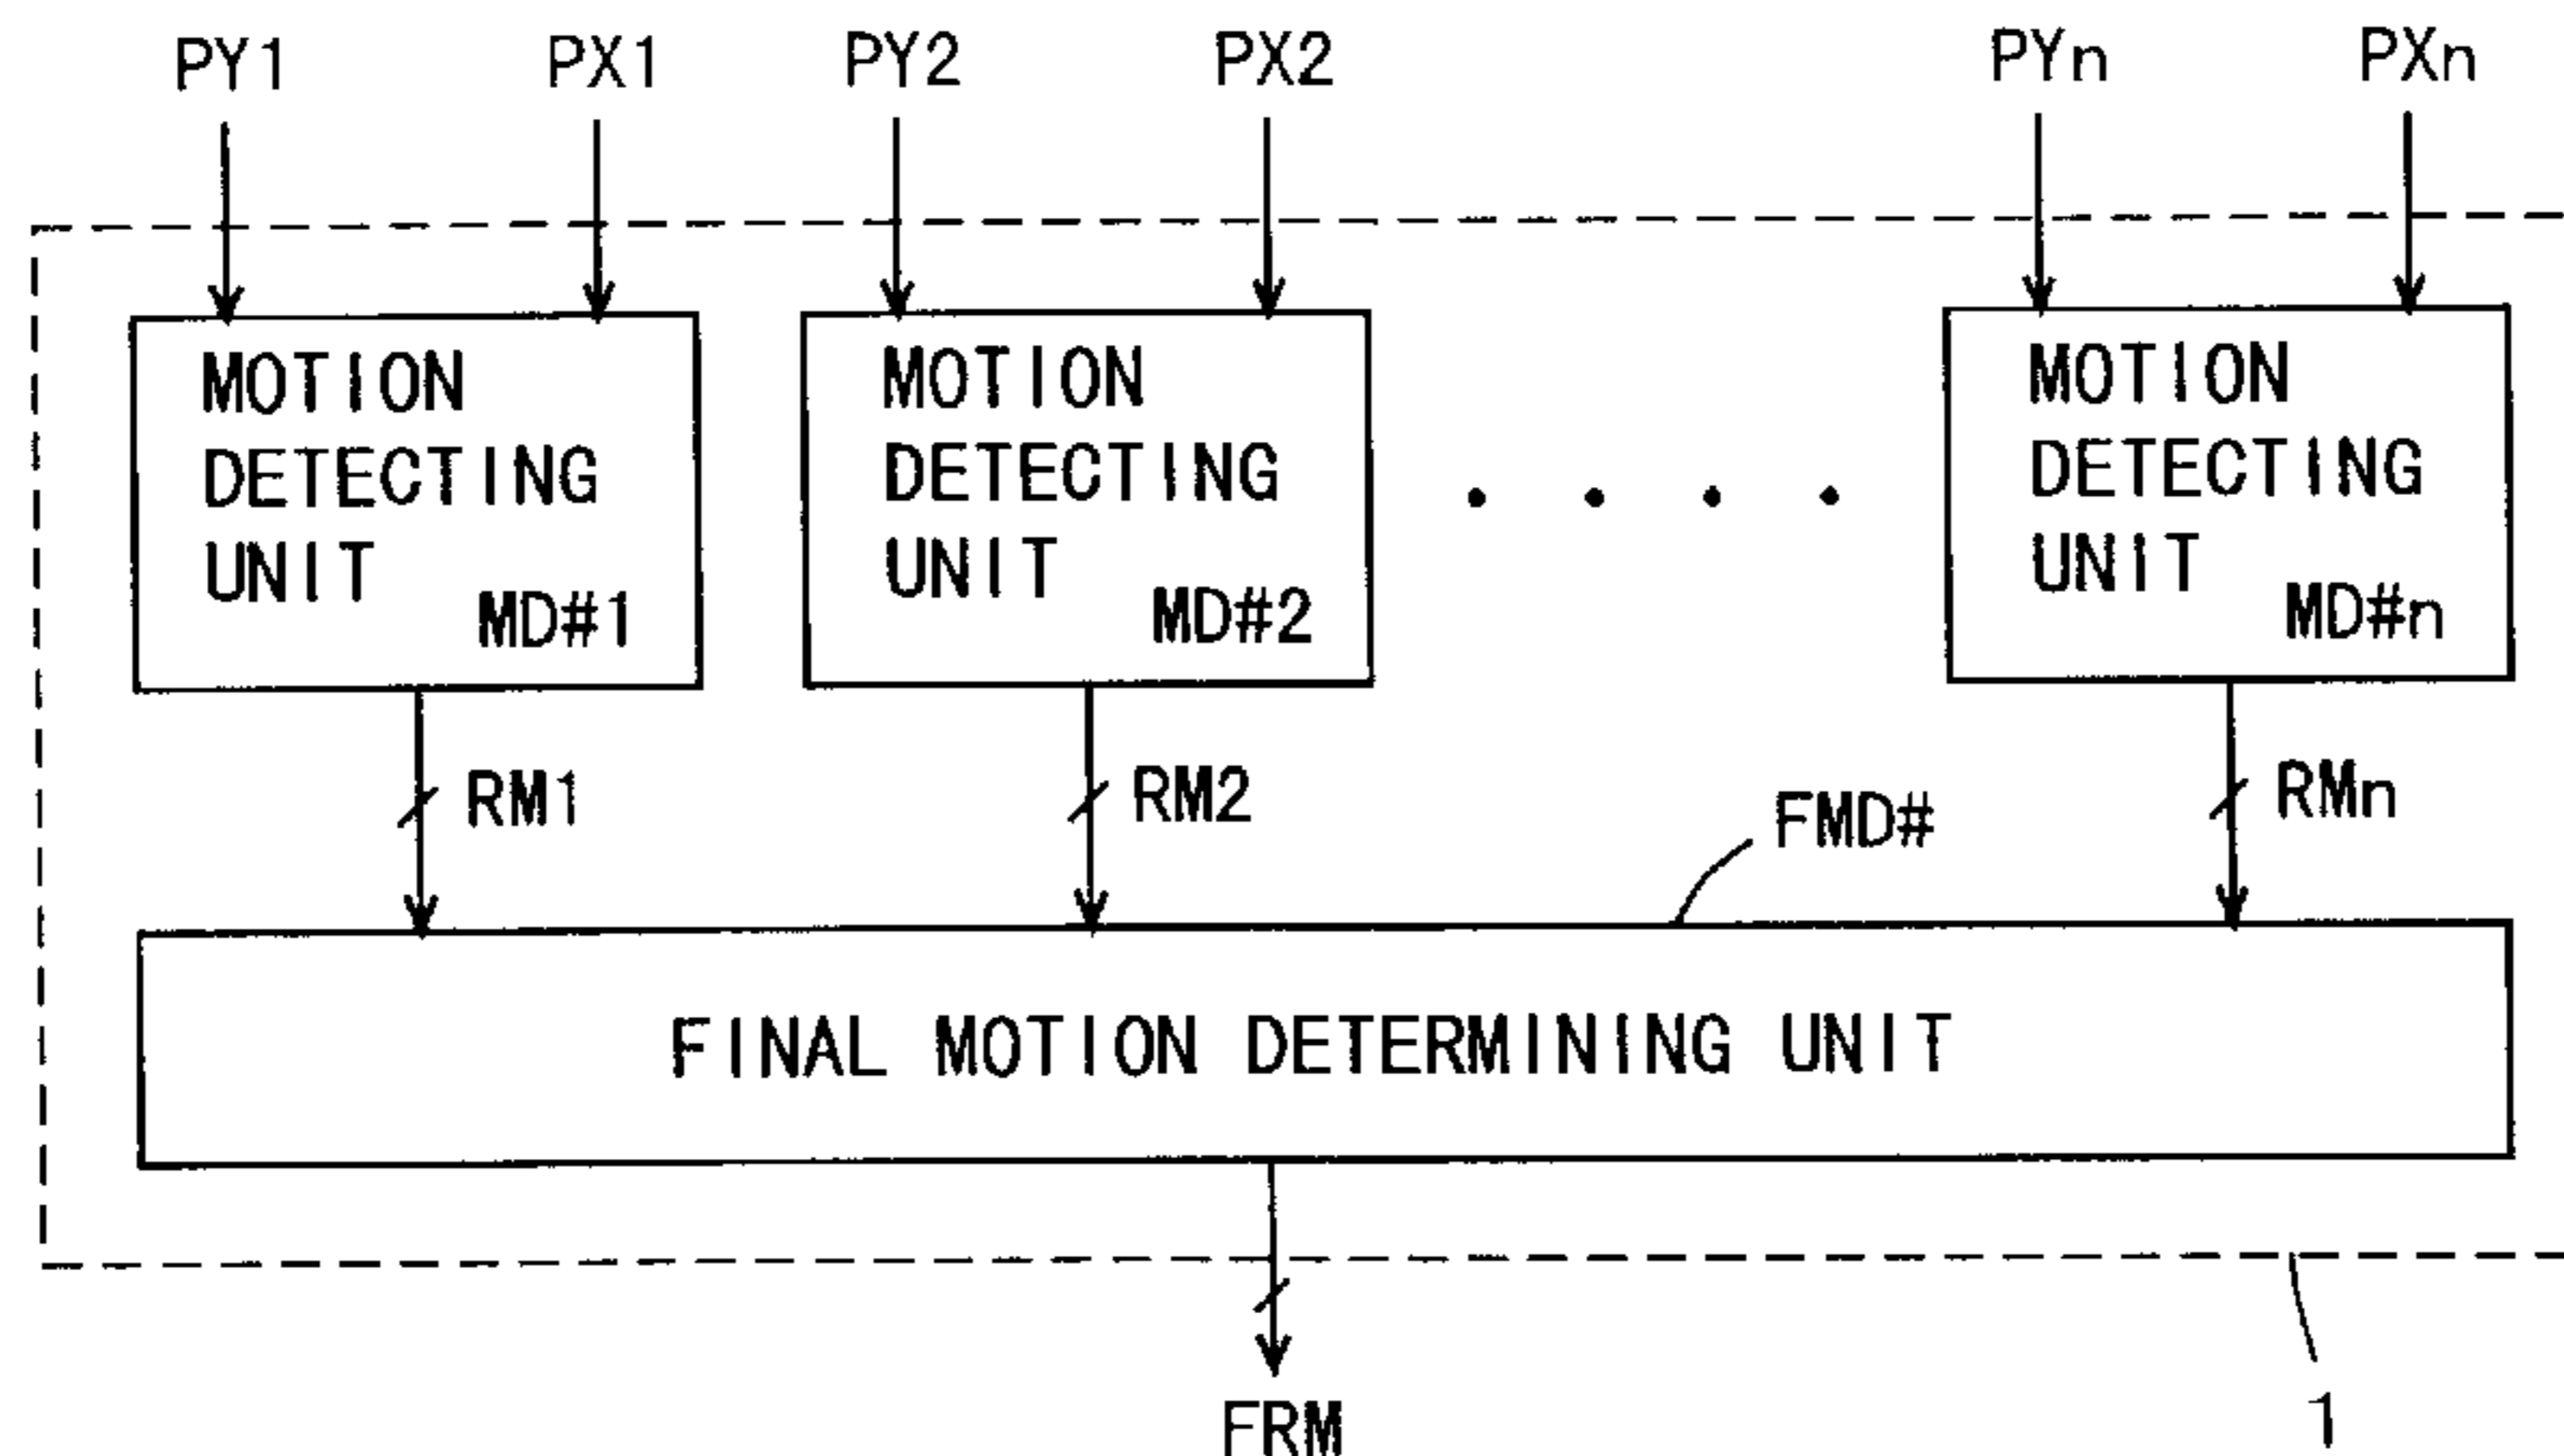 PY1 PX1 PY2 PX2 PYn PXn
MOTION
DETECTING
UNIT
MD#1
MOTION
DETECTING
UNIT
MD#2
MOTION
DETECTING
UNIT
MD#n
RM1
RM2
FMD#
RMn
FINAL MOTION DETERMINING UNIT
FRM
1